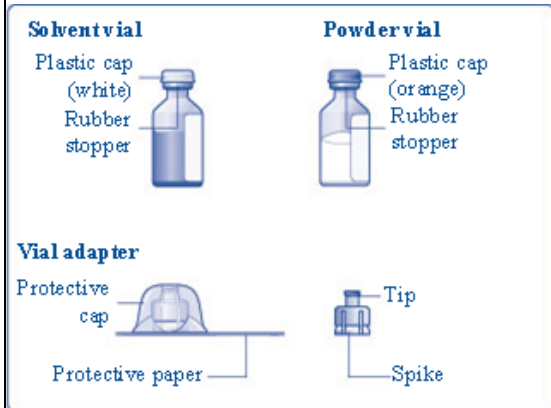 Solvent vial
Plastic cap
(white)
Rubber
stopper
Powder vial
Plastic cap
(orange)
Rubber
stopper
Vial adapter
Protective
cap
Protective paper
Tip
Spike